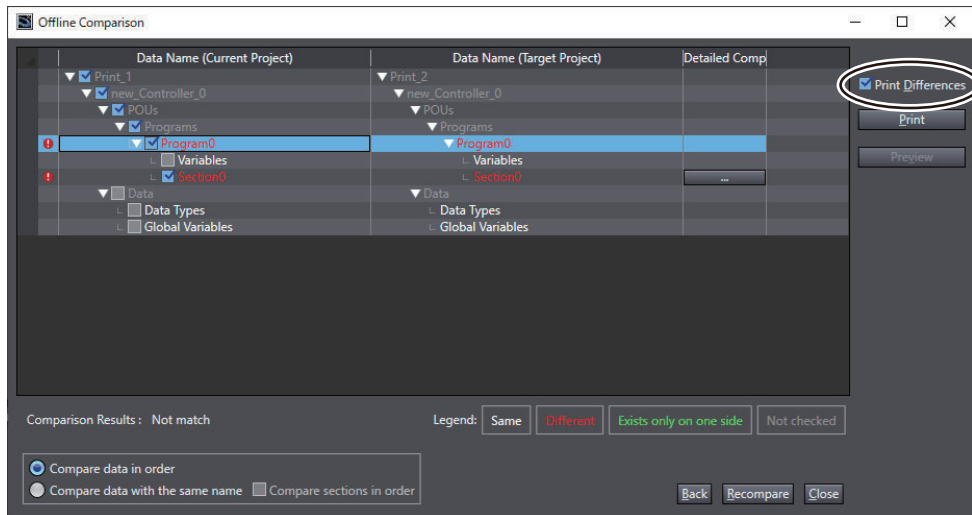 Offline Comparison
Data Name (Current Project) Data Name (Target Project) Detailed Comp
Print_1 Print_2
new_Controller_0 new_Controller_0
POUs POUs
Programs Programs
Program0 Program0
Variables Variables
Section0 Section0 ...
Data Data
Data Types Data Types
Global Variables Global Variables
Print Differences
Print
Preview
Comparison Results : Not match
Legend: Same Different Exists only on one side Not checked
Compare data in order
Compare data with the same name Compare sections in order
Back Recompare Close